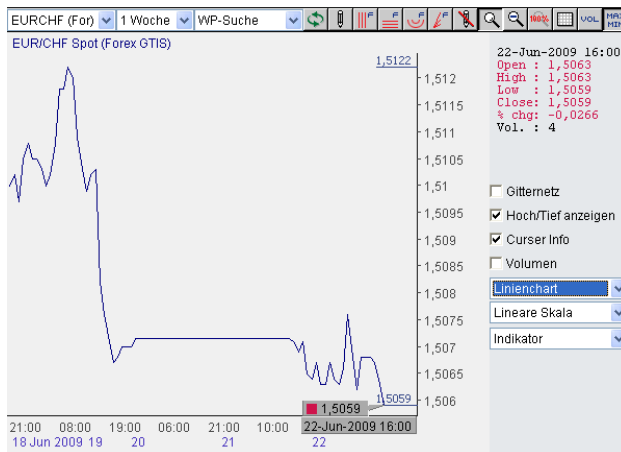 EURCHF (For) 1 Woche WP-Suche 100% VOL MAX MIN
EUR/CHF Spot (Forex GTIS)
1,5122
1,512
1,5115
1,511
1,5105
1,51
1,5095
1,509
1,5085
1,508
1,5075
1,507
1,5065
1,506
1,5059
1,5059
21:00 08:00 19:00 06:00 21:00 10:00 22-Jun-2009 16:00
18 Jun 2009 19 20 21 22
22-Jun-2009 16:00
Open : 1,5063
High : 1,5063
Low : 1,5059
Close: 1,5059
% chg: -0,0266
Vol. : 4
Gitternetz
Hoch/Tief anzeigen
Curser Info
Volumen
Linienchart
Lineare Skala
Indikator